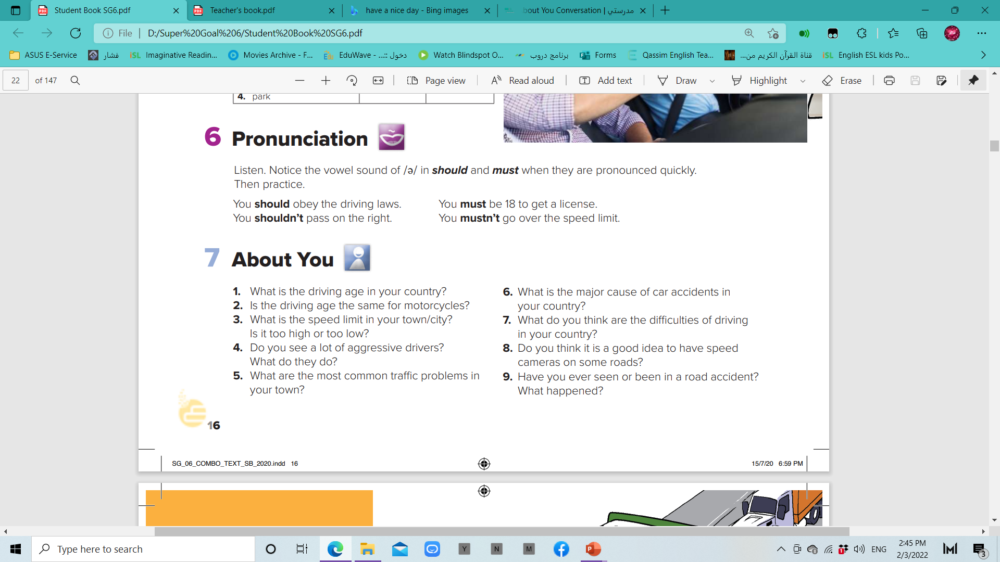 Student Book SG6.pdf
Teacher's book.pdf
have a nice day - Bing images
bout You Conversation | مدرستي
File
D:/Super%20Goal%206/Student%20Book%20SG6.pdf
ASUS E-Service
فشار
iSL Imaginative Readin...
Movies Archive - F...
EduWave - ...:: دخول
Watch Blindspot O...
برنامج دروب
Forms
Qassim English Tea...
قناة القرآن الكريم من...
iSL English ESL kids Po...
22 of 147
Page view
Read aloud
Add text
Draw
Highlight
Erase
4. park
6 Pronunciation
Listen. Notice the vowel sound of /ə/ in should and must when they are pronounced quickly.
Then practice.
You should obey the driving laws.
You shouldn't pass on the right.
You must be 18 to get a license.
You mustn't go over the speed limit.
7 About You
1. What is the driving age in your country?
2. Is the driving age the same for motorcycles?
3. What is the speed limit in your town/city?
Is it too high or too low?
4. Do you see a lot of aggressive drivers?
What do they do?
5. What are the most common traffic problems in
your town?
6. What is the major cause of car accidents in
your country?
7. What do you think are the difficulties of driving
in your country?
8. Do you think it is a good idea to have speed
cameras on some roads?
9. Have you ever seen or been in a road accident?
What happened?
16
SG_06_COMBO_TEXT_SB_2020.indd 16
15/7/20 6:59 PM
Type here to search
Y
N
M
ENG
2:45 PM
2/3/2022
3